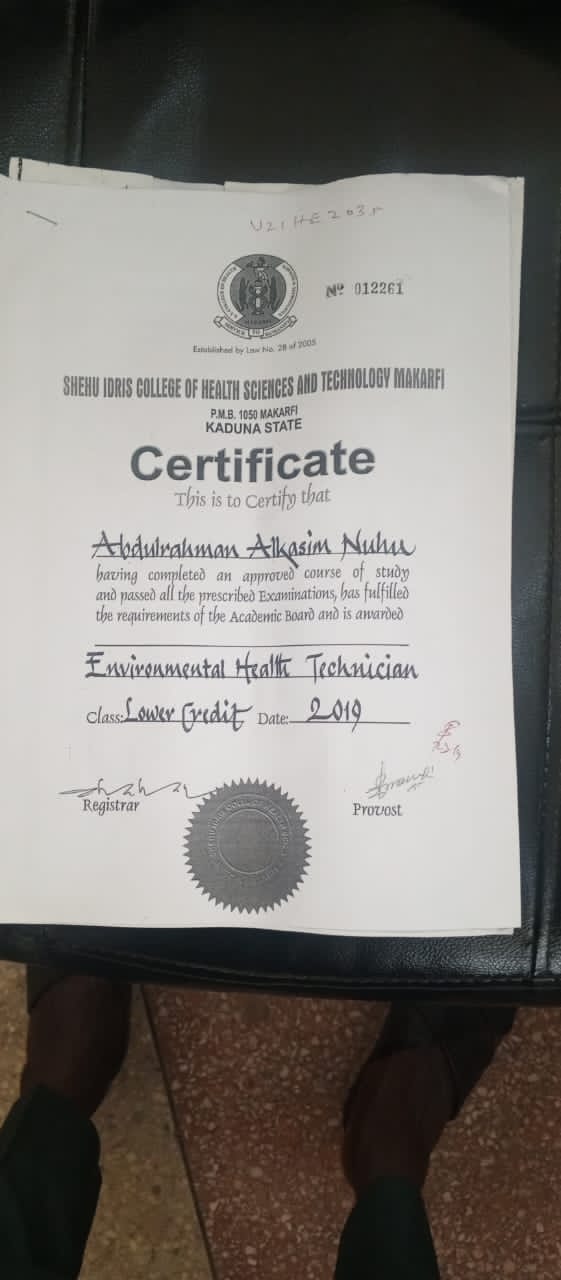 U21HE203
Nº 012261
Established by Law No. 28 of 2005
SHEHU IDRIS COLLEGE OF HEALTH SCIENCES AND TECHNOLOGY MAKARFI
P.M.B. 1050 MAKARFI
KADUNA STATE
Certificate
This is to Certify that
Abdulrahman Alkasim Nuhu
having completed an approved course of study
and passed all the prescribed Examinations, has fulfilled
the requirements of the Academic Board and is awarded
Environmental Health Technician
Class: Lower Credit Date: 2019
Registrar
Provost